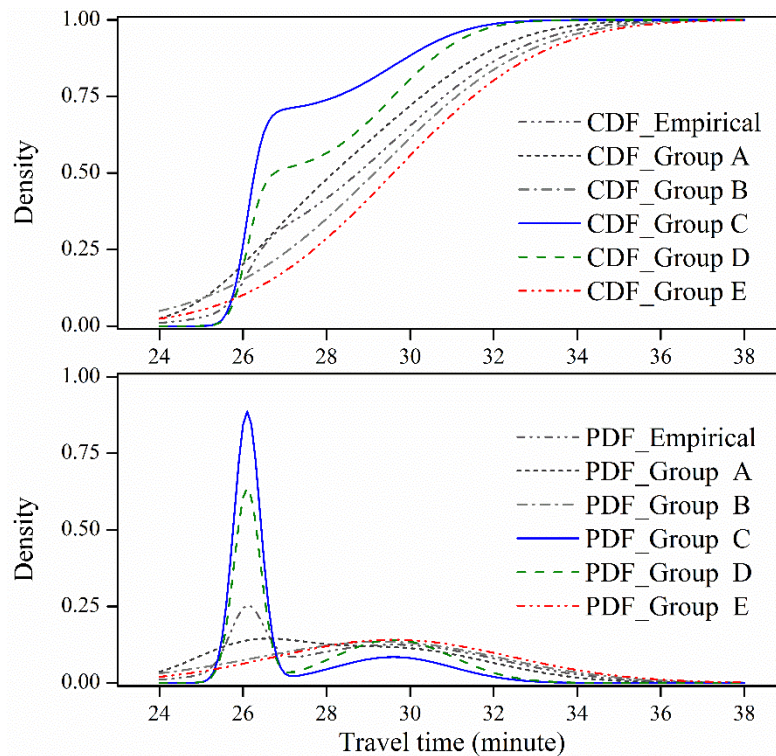 1.00
0.75
Density
0.50
0.25
0.00
CDF_Empirical
CDF_Group A
CDF_Group B
CDF_Group C
CDF_Group D
CDF_Group E
24 26 28 30 32 34 36 38
1.00
0.75
Density
0.50
0.25
0.00
PDF_Empirical
PDF_Group A
PDF_Group B
PDF_Group C
PDF_Group D
PDF_Group E
24 26 28 30 32 34 36 38
Travel time (minute)